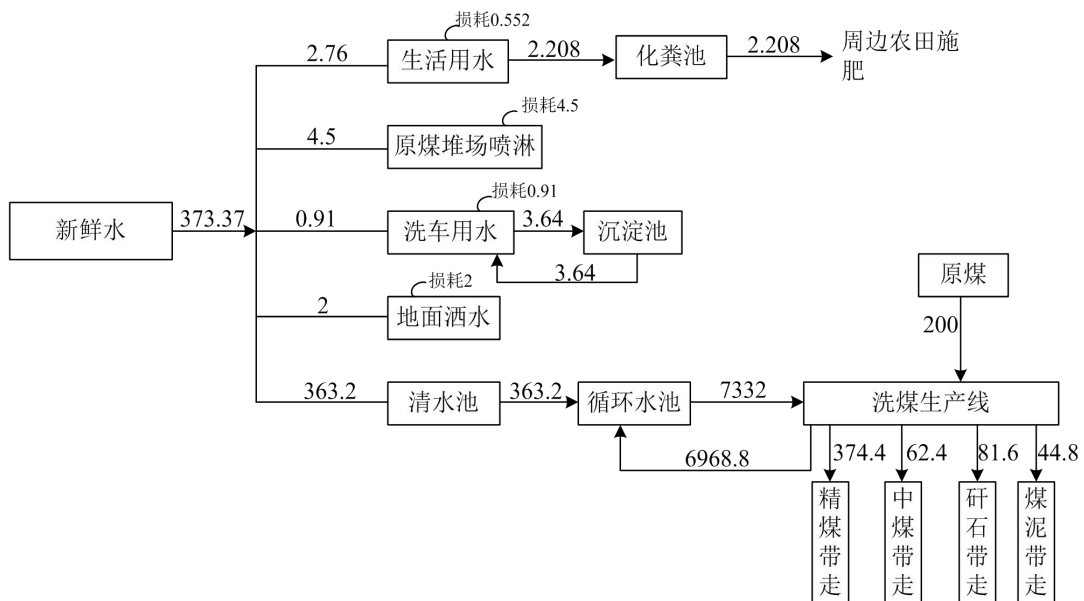 损耗0.552
2.76
生活用水
2.208
化粪池
2.208
周边农田施
肥
损耗4.5
4.5
原煤堆场喷淋
新鲜水
373.37
损耗0.91
0.91
洗车用水
3.64
沉淀池
3.64
损耗2
2
地面洒水
原煤
200
363.2
清水池
363.2
循环水池
7332
洗煤生产线
6968.8
374.4
62.4
81.6
44.8
精煤带走
中煤带走
矸石带走
煤泥带走